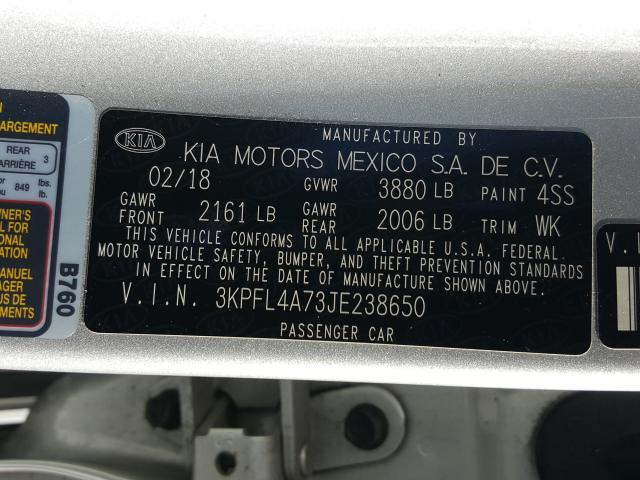 MANUFACTURED BY
KIA
KIA MOTORS MEXICO S.A. DE C.V.
02/18 GVWR 3880 LB PAINT 4SS
GAWR FRONT 2161 LB GAWR REAR 2006 LB TRIM WK
THIS VEHICLE CONFORMS TO ALL APPLICABLE U.S.A. FEDERAL
MOTOR VEHICLE SAFETY, BUMPER, AND THEFT PREVENTION STANDARDS
IN EFFECT ON THE DATE OF MANUFACTURE SHOWN ABOVE.
V.I.N. 3KPFL4A73JE238650
PASSENGER CAR
REAR 3
849 lbs.
lb.
B760
V.I